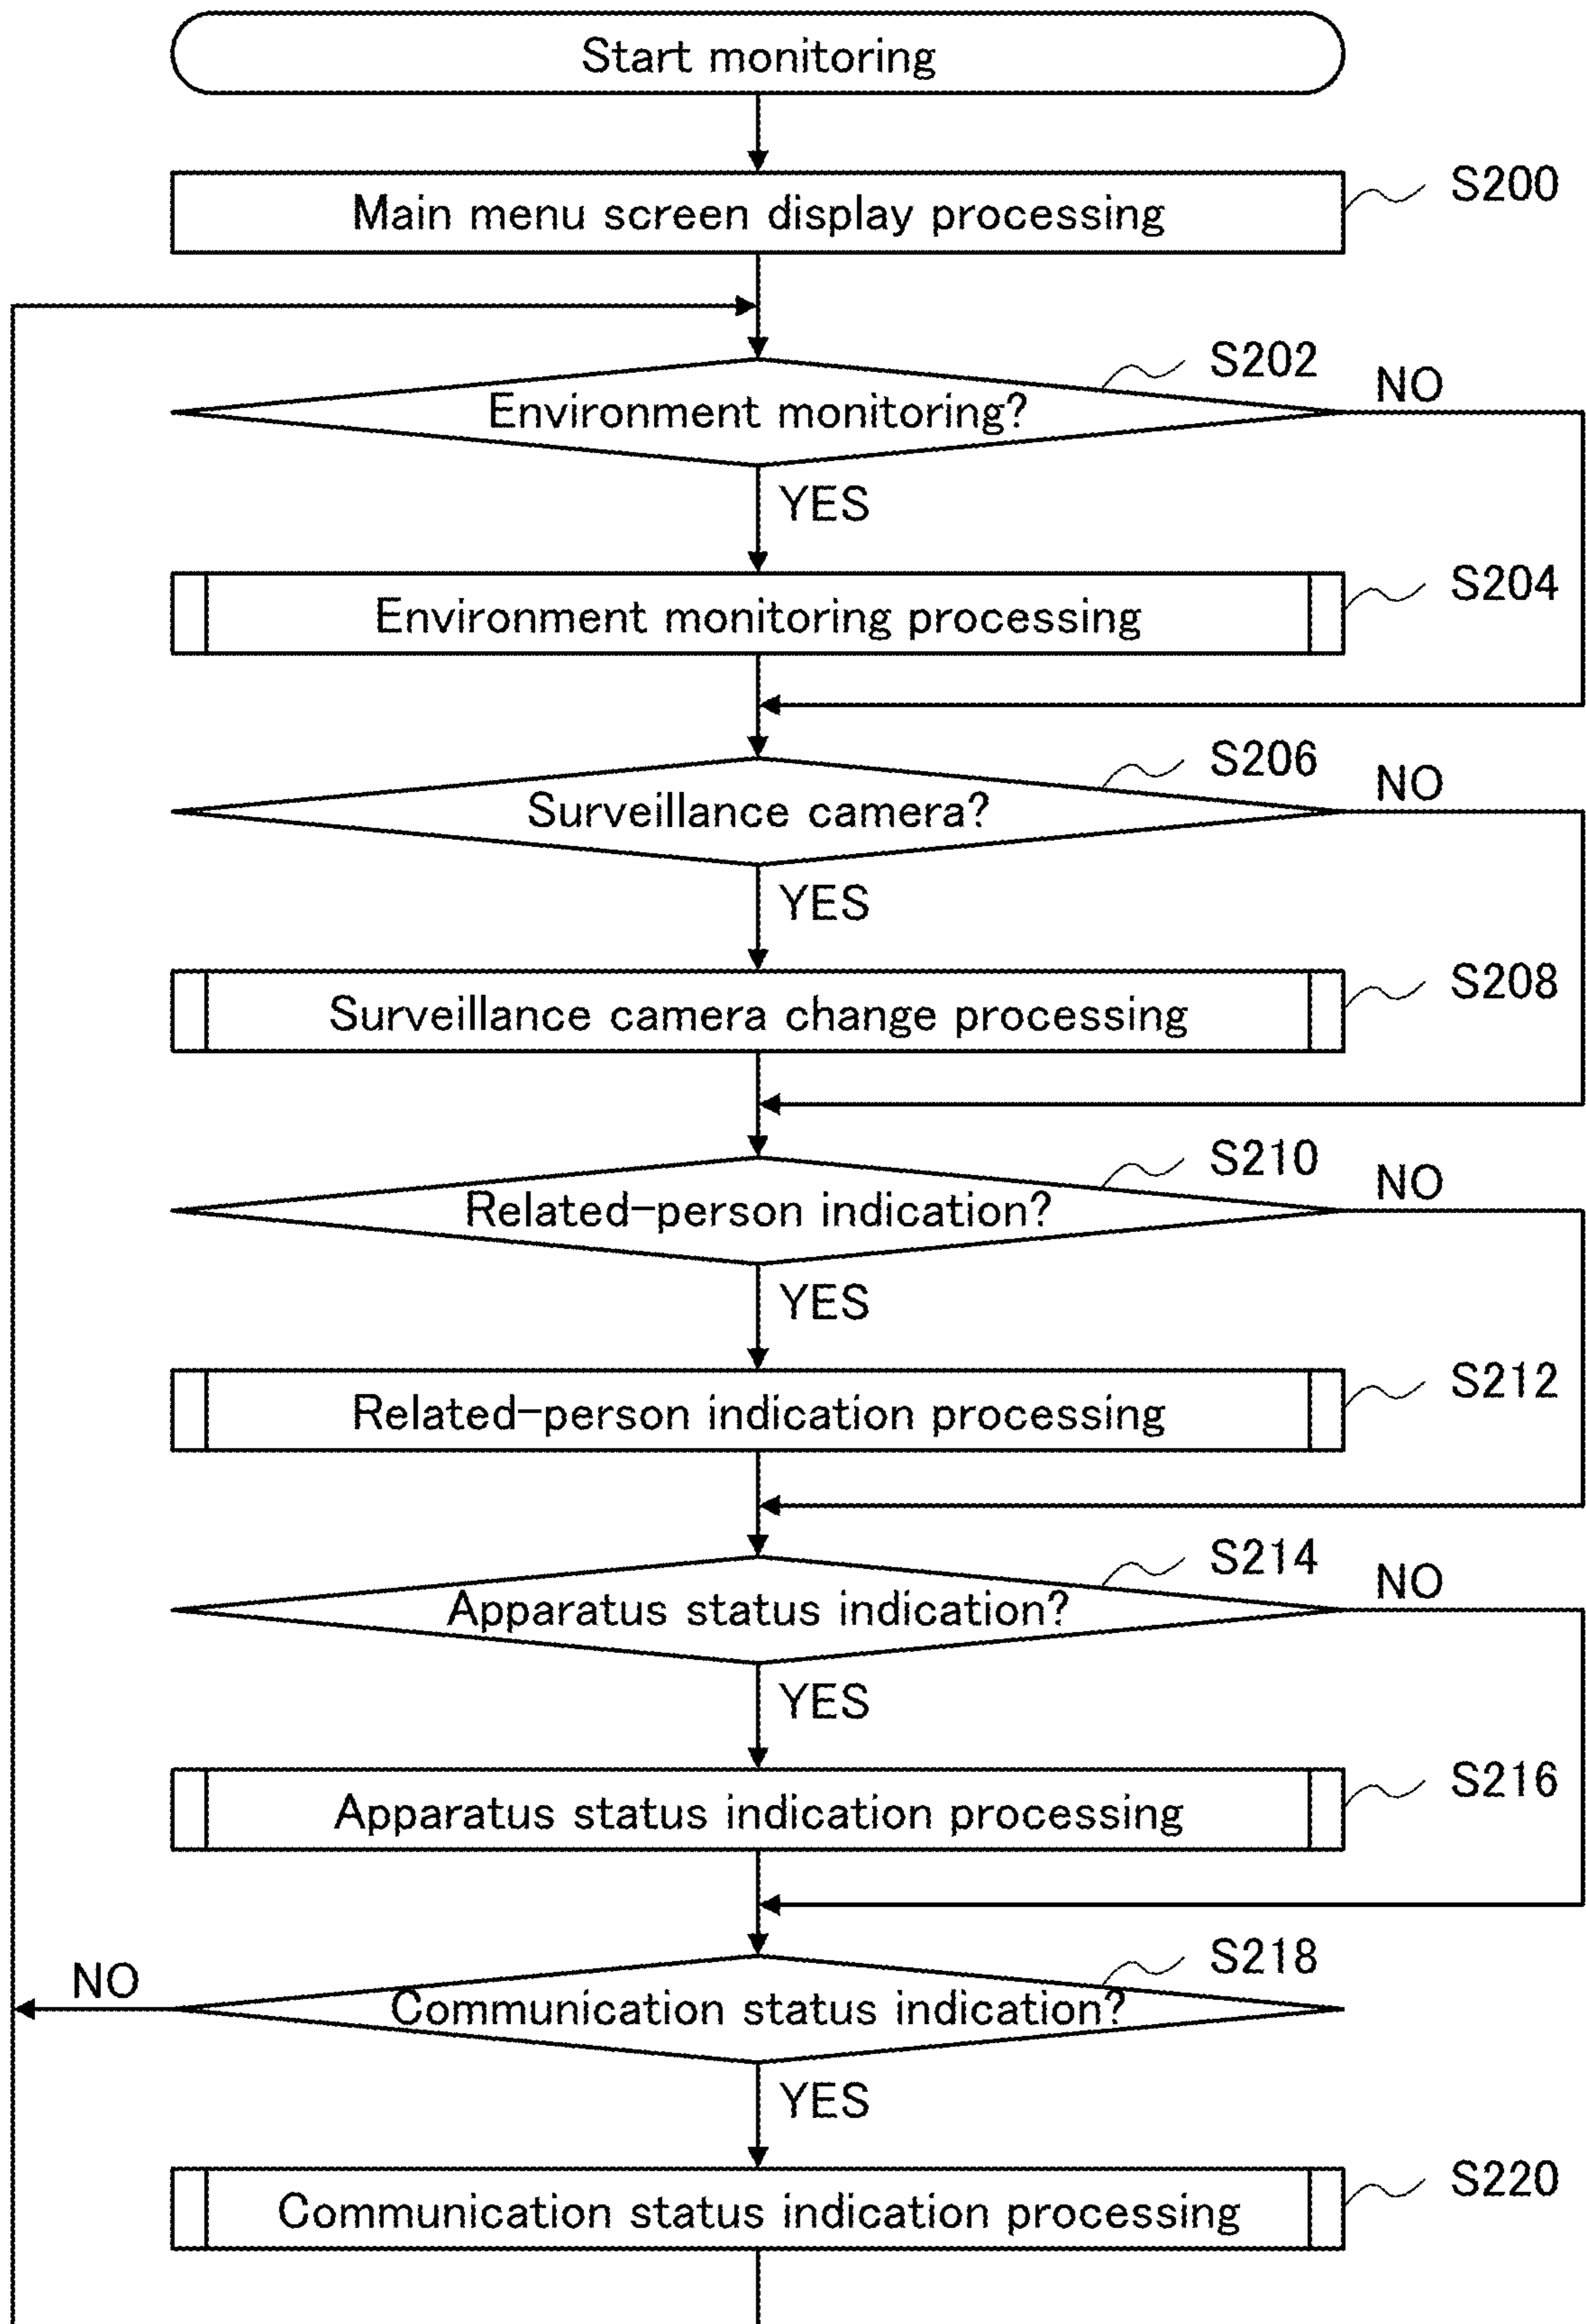 Start monitoring
Main menu screen display processing
S200
S202
Environment monitoring?
NO
YES
Environment monitoring processing
S204
S206
Surveillance camera?
NO
YES
Surveillance camera change processing
S208
S210
Related-person indication?
NO
YES
Related-person indication processing
S212
S214
Apparatus status indication?
NO
YES
Apparatus status indication processing
S216
S218
NO
Communication status indication?
YES
Communication status indication processing
S220